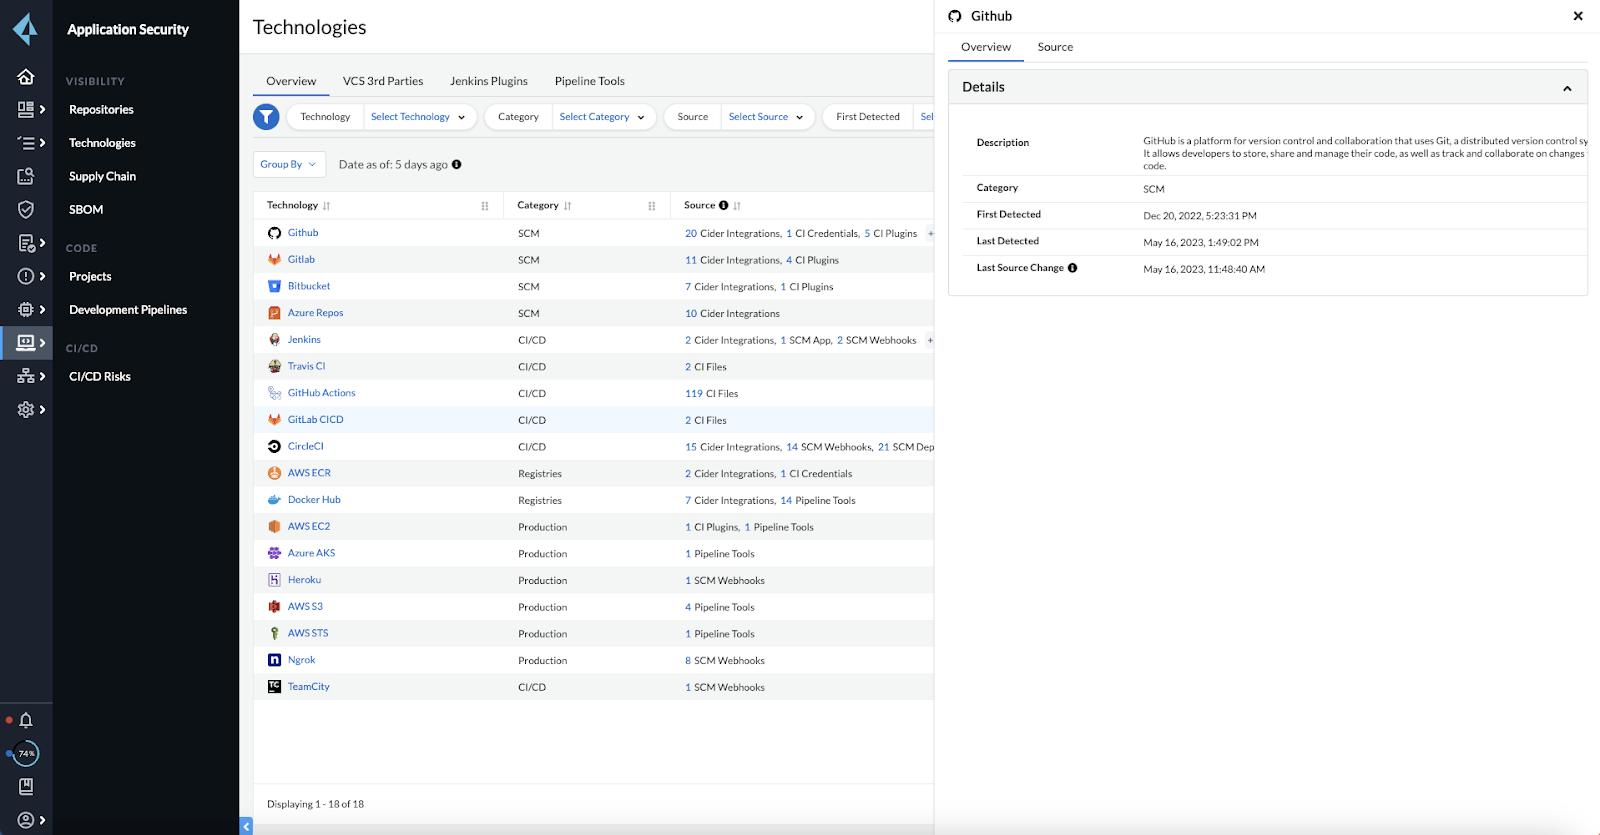 Application Security
VISIBILITY
Repositories
Technologies
Supply Chain
SBOM
CODE
Projects
Development Pipelines
CI/CD
CI/CD Risks
74%
Technologies
Overview VCS 3rd Parties Jenkins Plugins Pipeline Tools
Technology Select Technology Category Select Category Source Select Source First Detected Sel
Group By Date as of: 5 days ago
Technology Category Source
Github SCM 20 Cider Integrations, 1 CI Credentials, 5 CI Plugins +
Gitlab SCM 11 Cider Integrations, 4 CI Plugins
Bitbucket SCM 7 Cider Integrations, 1 CI Plugins
Azure Repos SCM 10 Cider Integrations
Jenkins CI/CD 2 Cider Integrations, 1 SCM App, 2 SCM Webhooks +
Travis CI CI/CD 2 CI Files
GitHub Actions CI/CD 119 CI Files
GitLab CICD CI/CD 2 CI Files
CircleCI CI/CD 15 Cider Integrations, 14 SCM Webhooks, 21 SCM Dep
AWS ECR Registries 2 Cider Integrations, 1 CI Credentials
Docker Hub Registries 7 Cider Integrations, 14 Pipeline Tools
AWS EC2 Production 1 CI Plugins, 1 Pipeline Tools
Azure AKS Production 1 Pipeline Tools
Heroku Production 1 SCM Webhooks
AWS S3 Production 4 Pipeline Tools
AWS STS Production 1 Pipeline Tools
Ngrok Production 8 SCM Webhooks
TC TeamCity CI/CD 1 SCM Webhooks
Displaying 1 - 18 of 18
Github
Overview Source
Details
Description GitHub is a platform for version control and collaboration that uses Git, a distributed version control sy
It allows developers to store, share and manage their code, as well as track and collaborate on changes
code.
Category SCM
First Detected Dec 20, 2022, 5:23:31 PM
Last Detected May 16, 2023, 1:49:02 PM
Last Source Change May 16, 2023, 11:48:40 AM